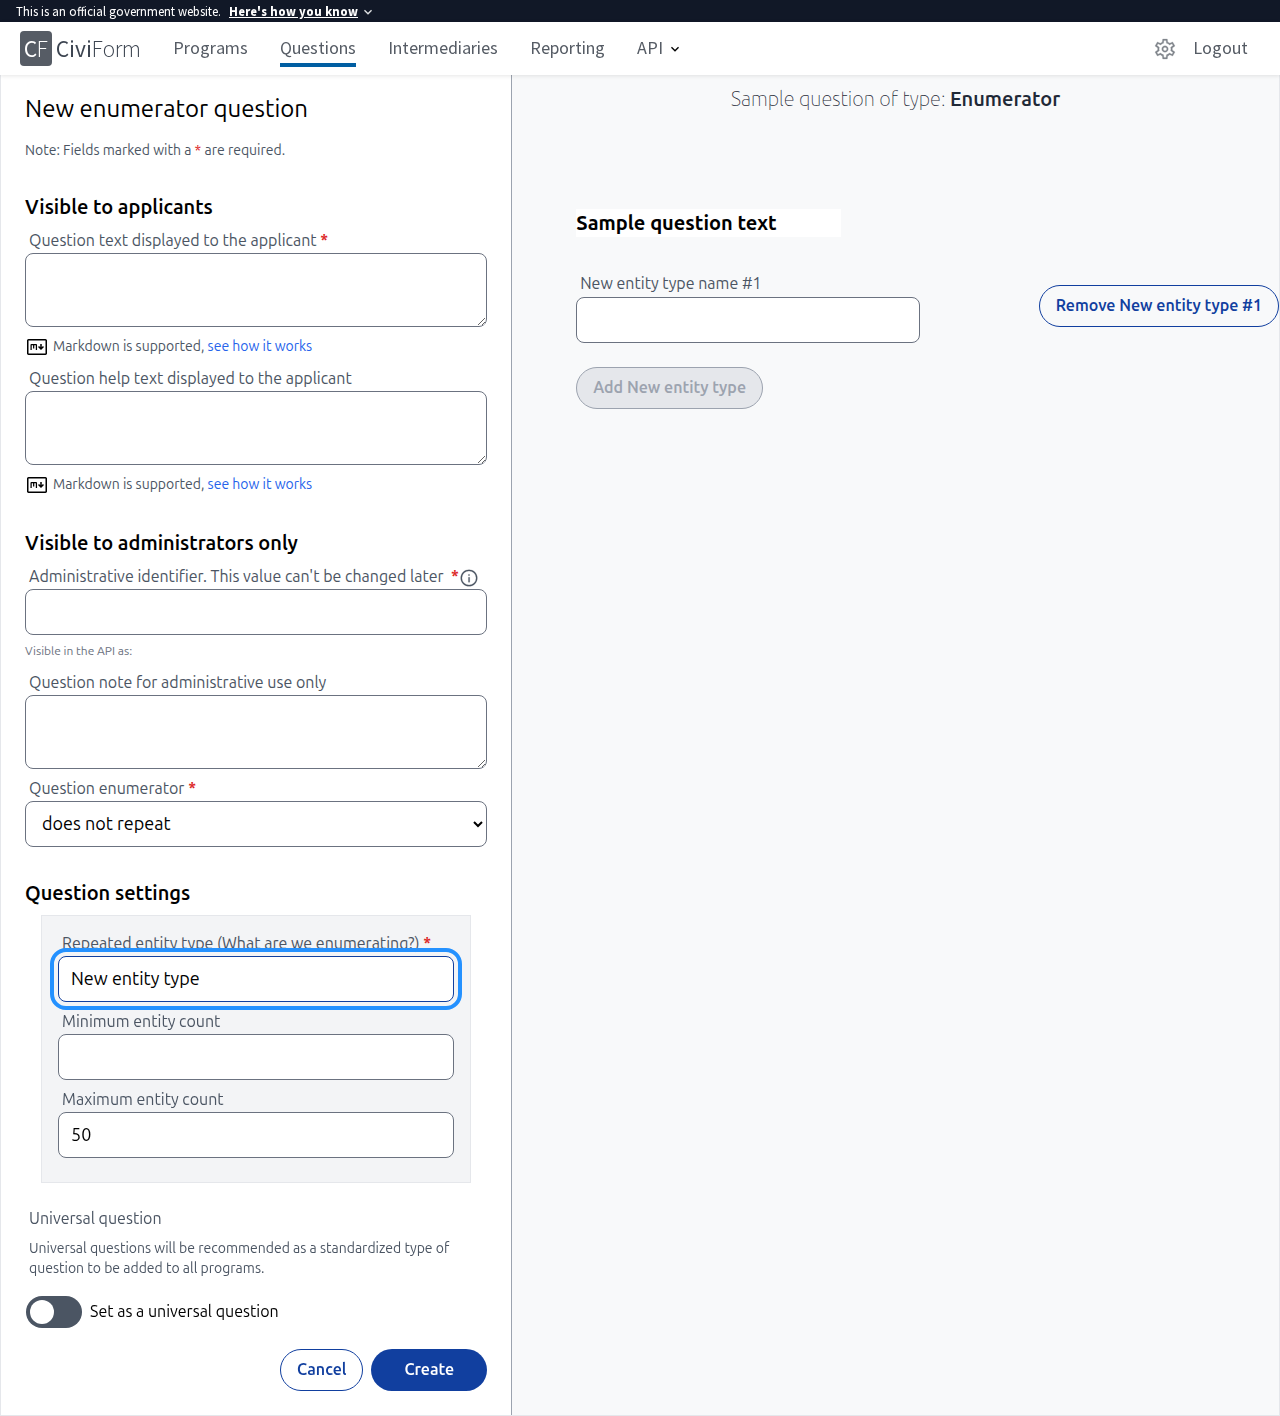 This is an official government website. Here's how you know
CF CiviForm Programs Questions Intermediaries Reporting API Logout
New enumerator question
Note: Fields marked with a * are required.
Visible to applicants
Question text displayed to the applicant *
Markdown is supported, see how it works
Question help text displayed to the applicant
Markdown is supported, see how it works
Visible to administrators only
Administrative identifier. This value can't be changed later *
Visible in the API as:
Question note for administrative use only
Question enumerator *
does not repeat
Question settings
Repeated entity type (What are we enumerating?) *
New entity type
Minimum entity count
Maximum entity count
50
Universal question
Universal questions will be recommended as a standardized type of
question to be added to all programs.
Set as a universal question
Cancel Create
Sample question of type: Enumerator
Sample question text
New entity type name #1
Remove New entity type #1
Add New entity type